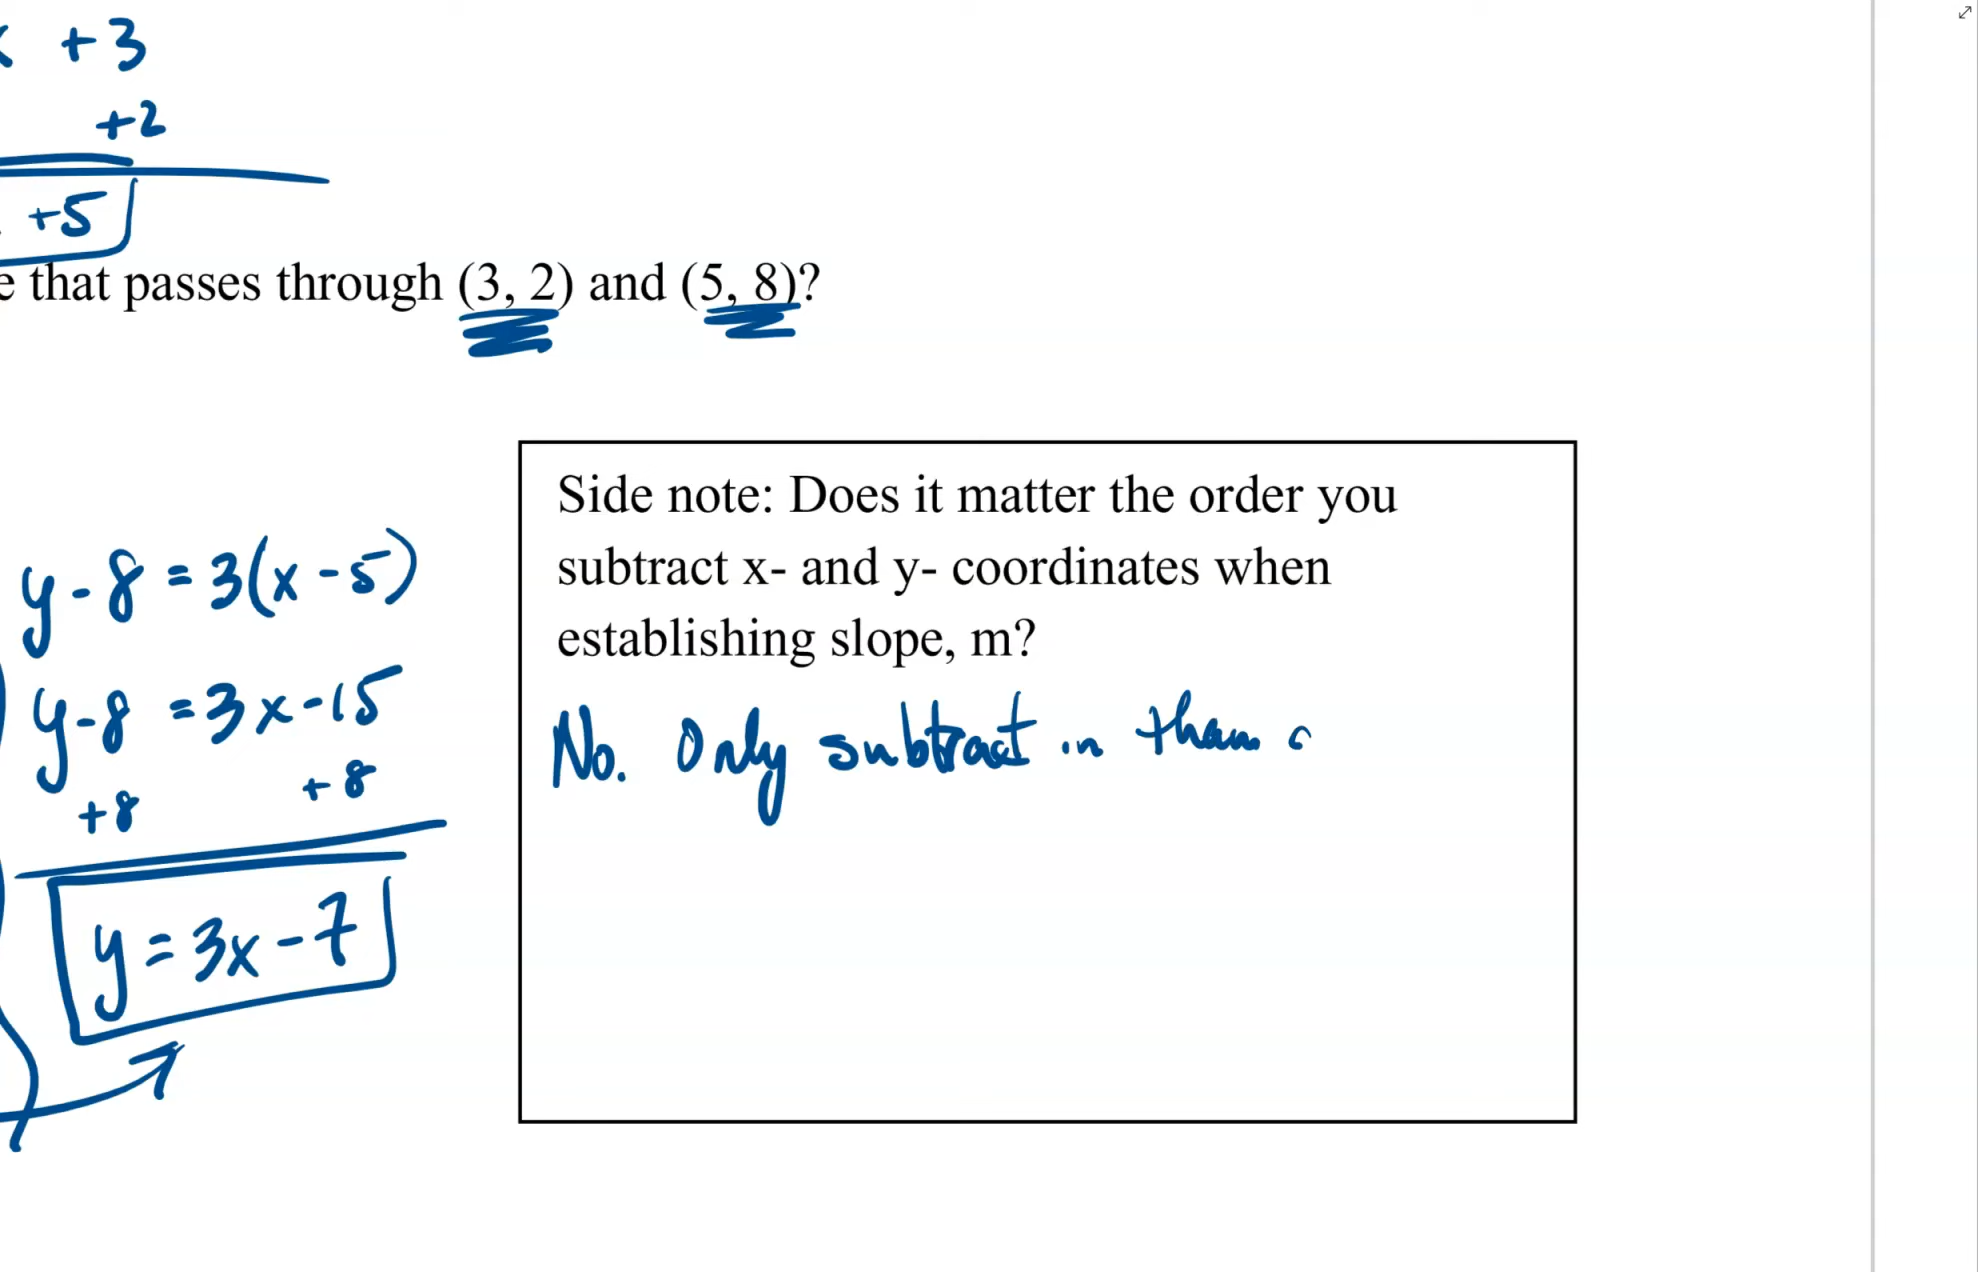 x +3
+2
+5
e that passes through (3, 2) and (5, 8)?
Side note: Does it matter the order you
subtract x- and y- coordinates when
establishing slope, m?
No. Only subtract in
y-8 = 3(x-5)
y-8 = 3x-15
+8 +8
y = 3x-7